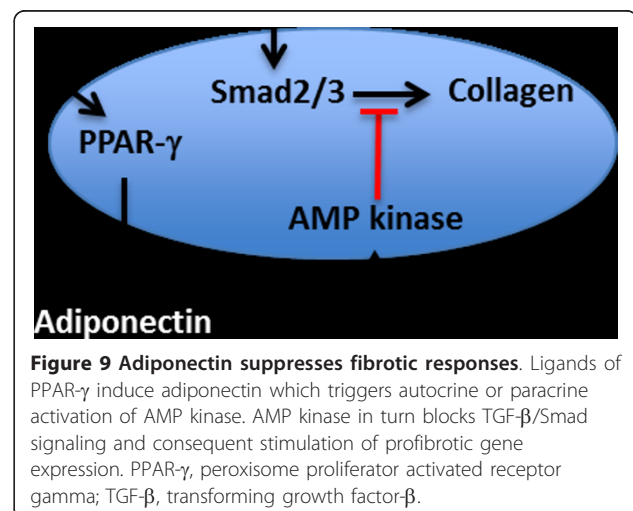 Smad2/3 Collagen
PPAR-γ
AMP kinase
Adiponectin
Figure 9 Adiponectin suppresses fibrotic responses. Ligands of
PPAR-γ induce adiponectin which triggers autocrine or paracrine
activation of AMP kinase. AMP kinase in turn blocks TGF-β/Smad
signaling and consequent stimulation of profibrotic gene
expression. PPAR-γ, peroxisome proliferator activated receptor
gamma; TGF-β, transforming growth factor-β.